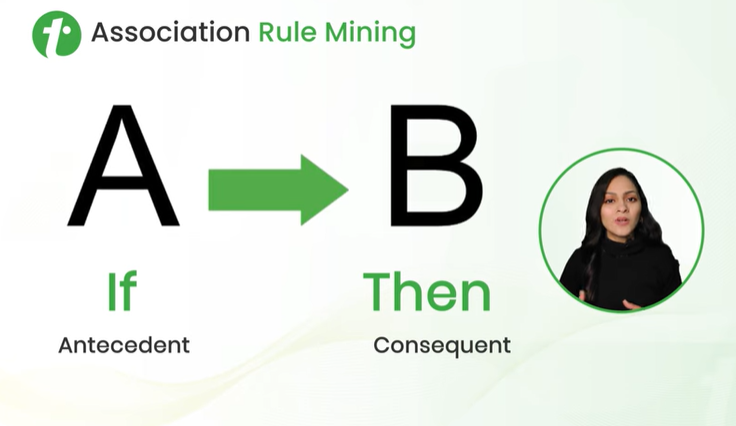 Association Rule Mining
A B
If Then
Antecedent Consequent